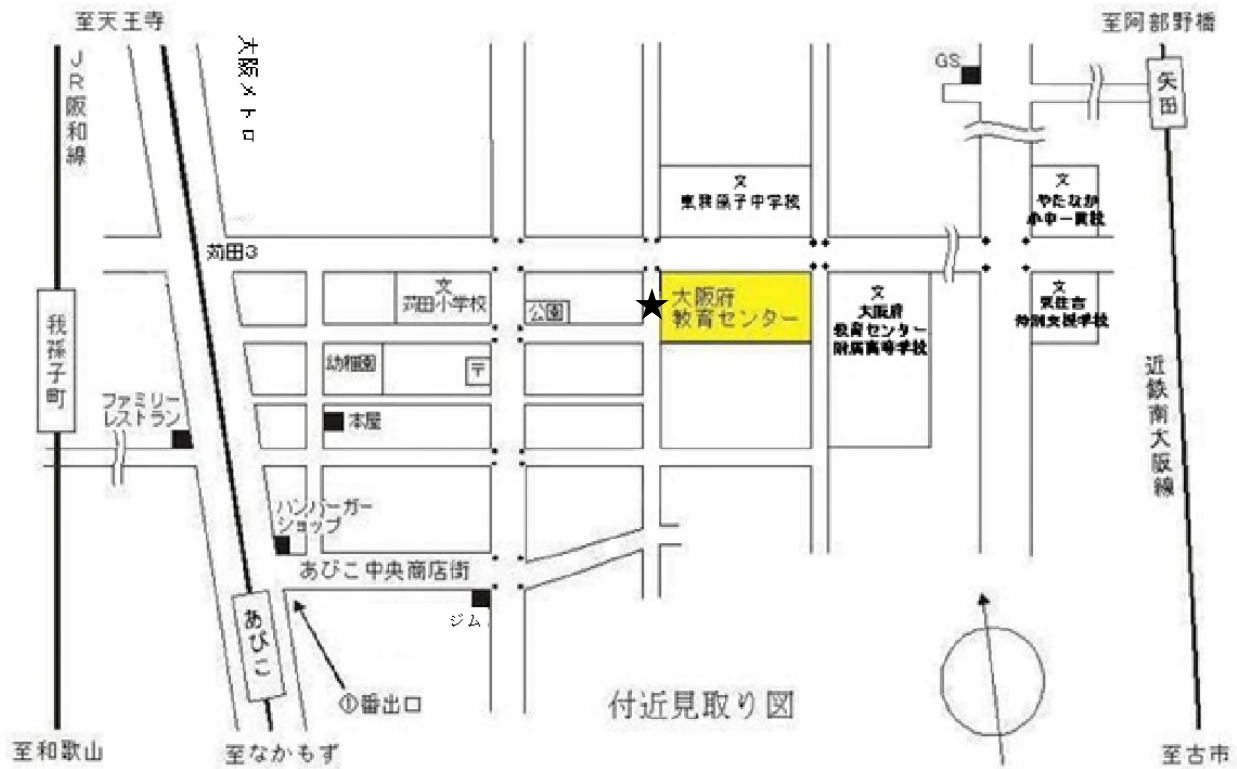 至天王寺
至阿部野橋
JR阪和線
大阪メトロ
GS
矢田
文
東我孫子中学校
文
やたなか
小中一貫校
苅田3
文
苅田小学校
公園
大阪府
教育センター
文
大阪府
教育センター
附属高等学校
文
東住吉
特別支援学校
我孫子町
幼稚園
〒
ファミリー
レストラン
本屋
近鉄南大阪線
ハンバーガー
ショップ
あびこ中央商店街
あびこ
ジム
①番出口
付近見取り図
至和歌山
至なかもず
至古市